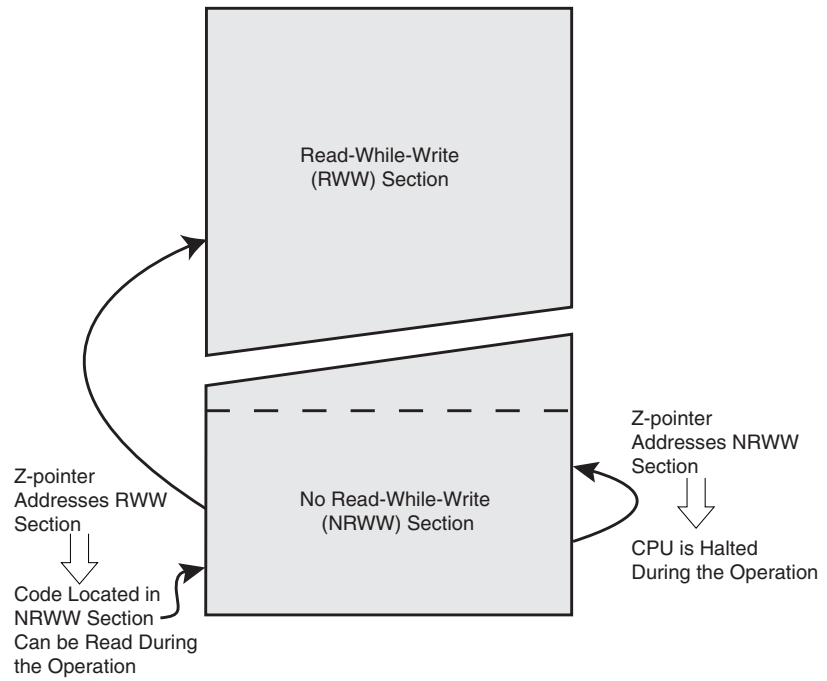 Read-While-Write
(RWW) Section
Z-pointer
Addresses NRWW
Section
Z-pointer
Addresses RWW
Section
No Read-While-Write
(NRWW) Section
CPU is Halted
During the Operation
Code Located in
NRWW Section
Can be Read During
the Operation